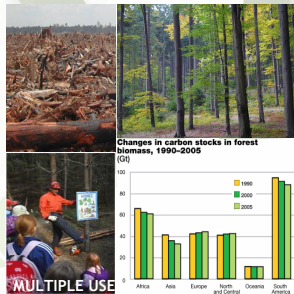 Changes in carbon stocks in forest
biomass, 1990–2005
(Gt)
100
80
60
40
20
0
1990
2000
2005
Africa
Asia
Europe
North
and Central
Oceania
South
America
MULTIPLE USE